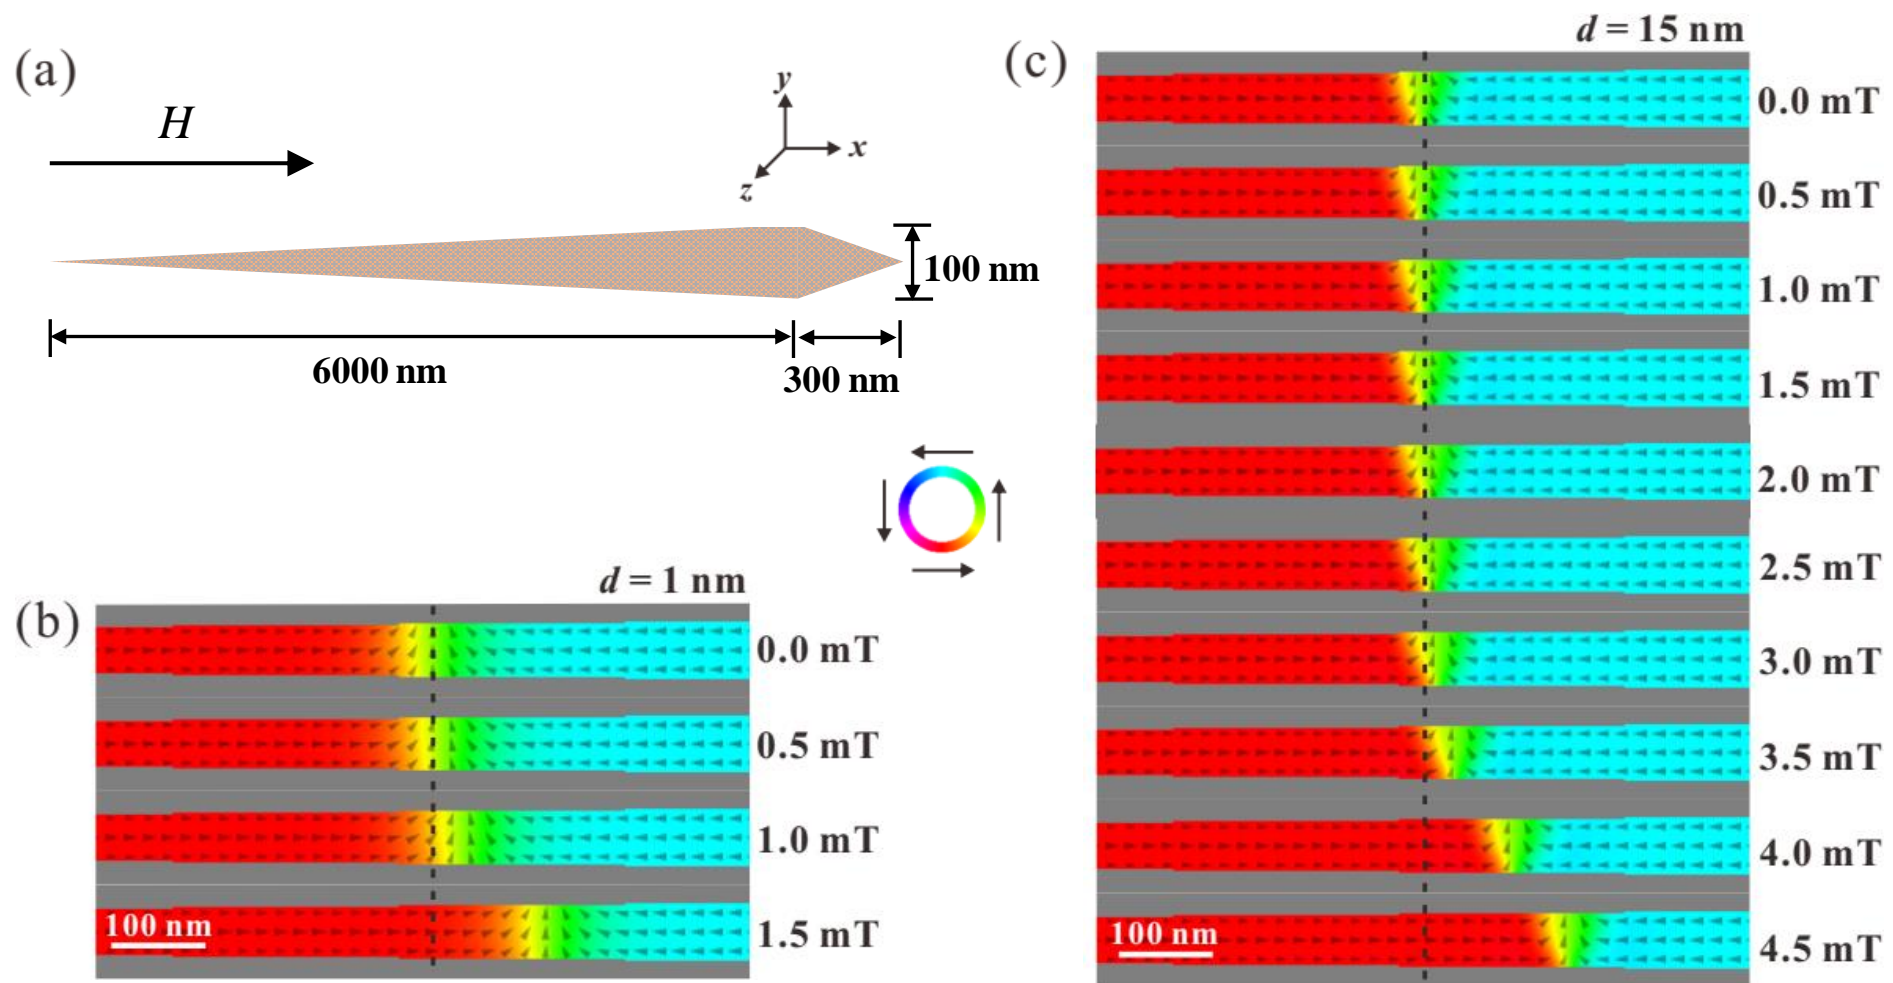 (a)
H
y
x
z
100 nm
6000 nm
300 nm
(b)
d = 1 nm
0.0 mT
0.5 mT
1.0 mT
1.5 mT
100 nm
(c)
d = 15 nm
0.0 mT
0.5 mT
1.0 mT
1.5 mT
2.0 mT
2.5 mT
3.0 mT
3.5 mT
4.0 mT
4.5 mT
100 nm